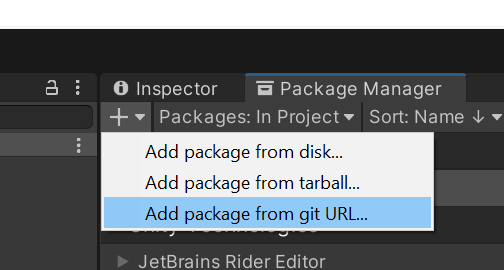 Inspector
Package Manager
Packages: In Project
Sort: Name ↓
Add package from disk...
Add package from tarball...
Add package from git URL...
JetBrains Rider Editor